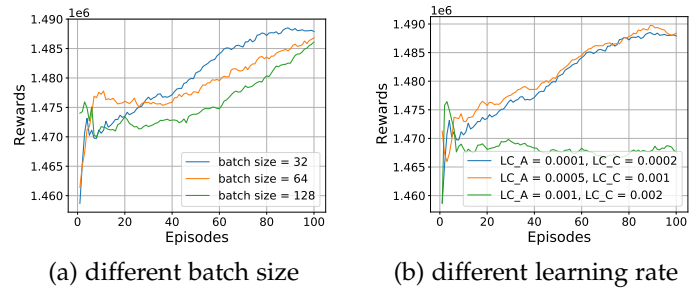 1e6
1.490
1.485
1.480
1.475
1.470
1.465
1.460
Rewards
batch size = 32
batch size = 64
batch size = 128
0 20 40 60 80 100
Episodes
(a) different batch size
1e6
1.490
1.485
1.480
1.475
1.470
1.465
1.460
Rewards
LC_A = 0.0001, LC_C = 0.0002
LC_A = 0.0005, LC_C = 0.001
LC_A = 0.001, LC_C = 0.002
0 20 40 60 80 100
Episodes
(b) different learning rate